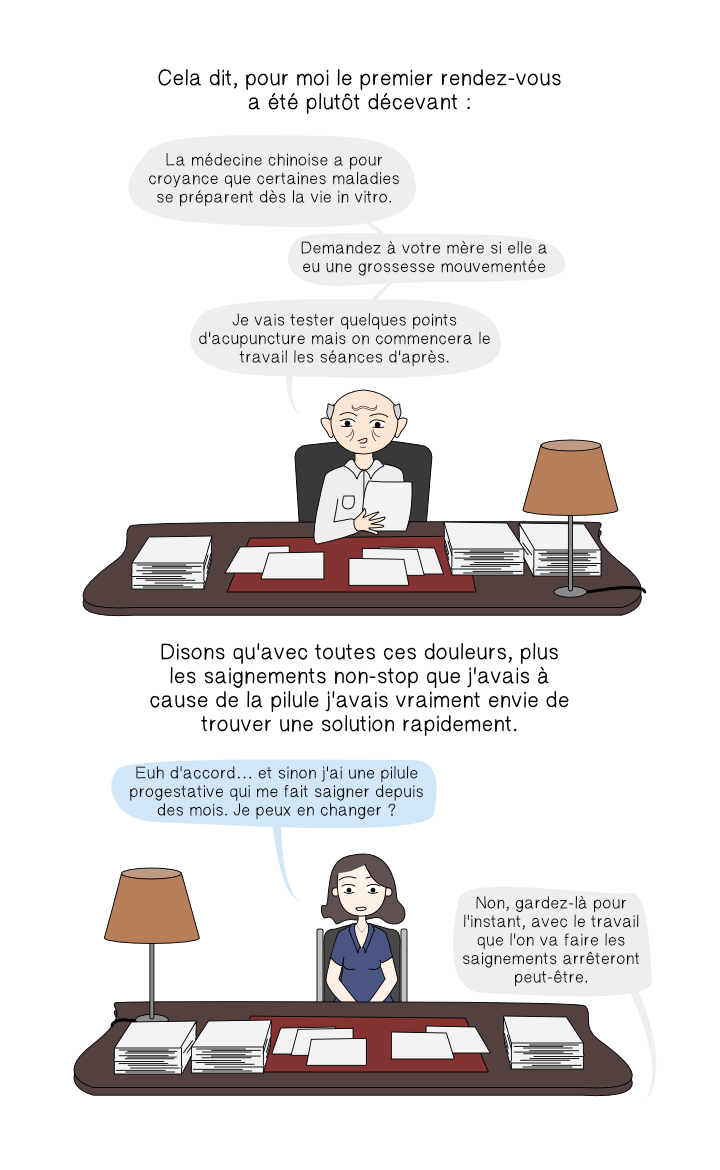 Cela dit, pour moi le premier rendez-vous
a été plutôt décevant :
La médecine chinoise a pour
croyance que certaines maladies
se préparent dès la vie in vitro.
Demandez à votre mère si elle a
eu une grossesse mouvementée
Je vais tester quelques points
d'acupuncture mais on commencera le
travail les séances d'après.
Disons qu'avec toutes ces douleurs, plus
les saignements non-stop que j'avais à
cause de la pilule j'avais vraiment envie de
trouver une solution rapidement.
Euh d'accord... et sinon j'ai une pilule
progestative qui me fait saigner depuis
des mois. Je peux en changer ?
Non, gardez-là pour
l'instant, avec le travail
que l'on va faire les
saignements arrêteront
peut-être.